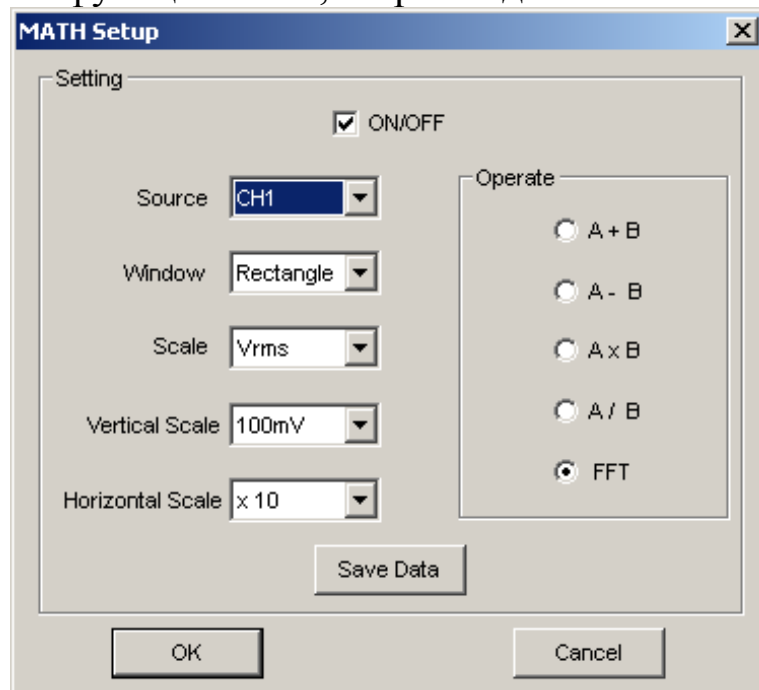 MATH Setup
Setting
ON/OFF
Source CH1
Window Rectangle
Scale Vrms
Vertical Scale 100mV
Horizontal Scale x 10
Operate
A + B
A - B
A x B
A / B
FFT
Save Data
OK Cancel